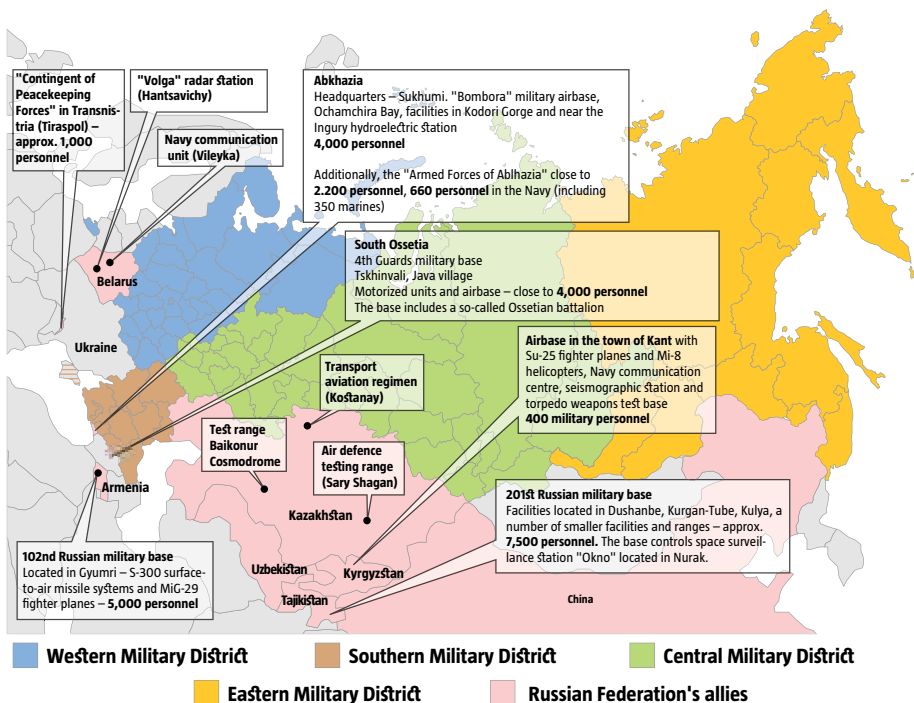 "Contingent of
Peacekeeping
Forces" in Transnis-
tria (Tiraspol) –
approx. 1,000
personnel
"Volga" radar station
(Hantsavichy)
Navy communication
unit (Vileyka)
Abkhazia
Headquarters – Sukhumi. "Bombora" military airbase,
Ochamchira Bay, facilities in Kodori Gorge and near the
Ingury hydroelectric station
4,000 personnel
Additionally, the "Armed Forces of Ablhazia" close to
2.200 personnel, 660 personnel in the Navy (including
350 marines)
South Ossetia
4th Guards military base
Tskhinvali, Java village
Motorized units and airbase – close to 4,000 personnel
The base includes a so-called Ossetian battalion
Belarus
Ukraine
Airbase in the town of Kant with
Su-25 fighter planes and Mi-8
helicopters, Navy communication
centre, seismographic station and
torpedo weapons test base
400 military personnel
Transport
aviation regimen
(Kostanay)
Test range
Baikonur
Cosmodrome
Air defence
testing range
(Sary Shagan)
Armenia
Kazakhstan
201st Russian military base
Facilities located in Dushanbe, Kurgan-Tube, Kulya, a
number of smaller facilities and ranges – approx.
7,500 personnel. The base controls space surveil-
lance station "Okno" located in Nurak.
102nd Russian military base
Located in Gyumri – S-300 surface-
to-air missile systems and MiG-29
fighter planes – 5,000 personnel
Uzbekistan
Kyrgyzstan
Tajikistan
China
Western Military District
Southern Military District
Central Military District
Eastern Military District
Russian Federation's allies